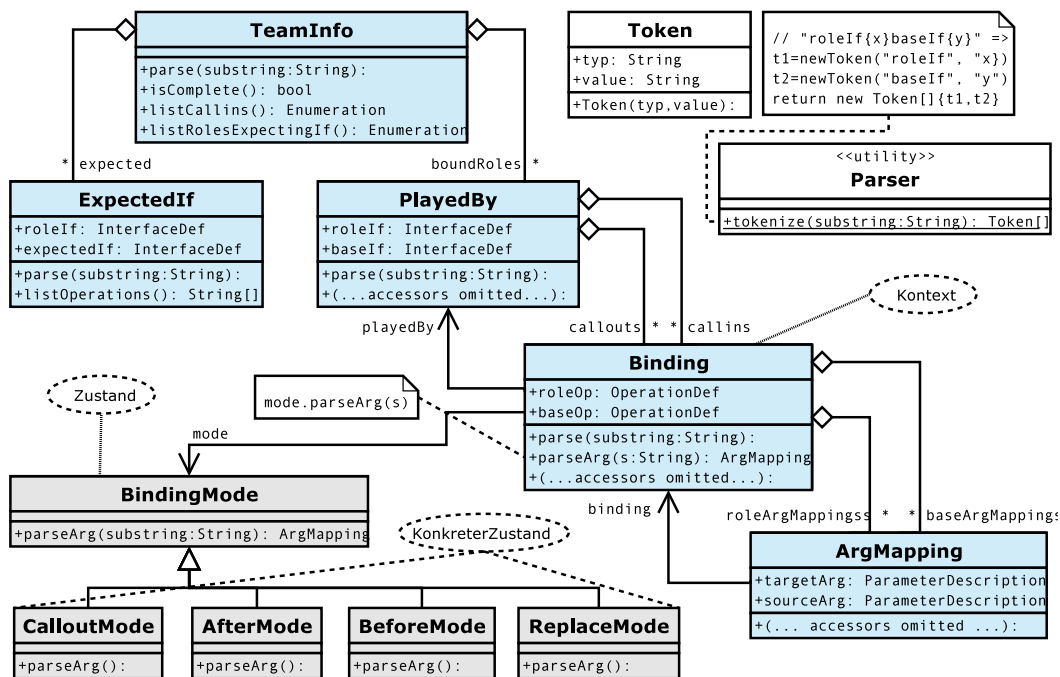 TeamInfo
+parse(substring:String):
+isComplete(): bool
+listCallins(): Enumeration
+listRolesExpectingIf(): Enumeration
Token
+typ: String
+value: String
+Token(typ,value):
// "roleIf{x}baseIf{y}" =>
t1=newToken("roleIf", "x})
t2=newToken("baseIf", "y")
return new Token[]{t1,t2}
<<utility>>
Parser
+tokenize(substring:String): Token[]
* expected
boundRoles *
ExpectedIf
+roleIf: InterfaceDef
+expectedIf: InterfaceDef
+parse(substring:String):
+listOperations(): String[]
PlayedBy
+roleIf: InterfaceDef
+baseIf: InterfaceDef
+parse(substring:String):
+(...accessors omitted...):
Kontext
playedBy
callouts * * callins
Binding
+roleOp: OperationDef
+baseOp: OperationDef
+parse(substring:String):
+parseArg(s:String): ArgMapping
+(...accessors omitted...):
Zustand
mode.parseArg(s)
mode
BindingMode
+parseArg(substring:String): ArgMapping
binding
roleArgMappingss * * baseArgMappings
KonkreterZustand
ArgMapping
+targetArg: ParameterDescription
+sourceArg: ParameterDescription
+(... accessors omitted ...):
CalloutMode
+parseArg():
AfterMode
+parseArg():
BeforeMode
+parseArg():
ReplaceMode
+parseArg():